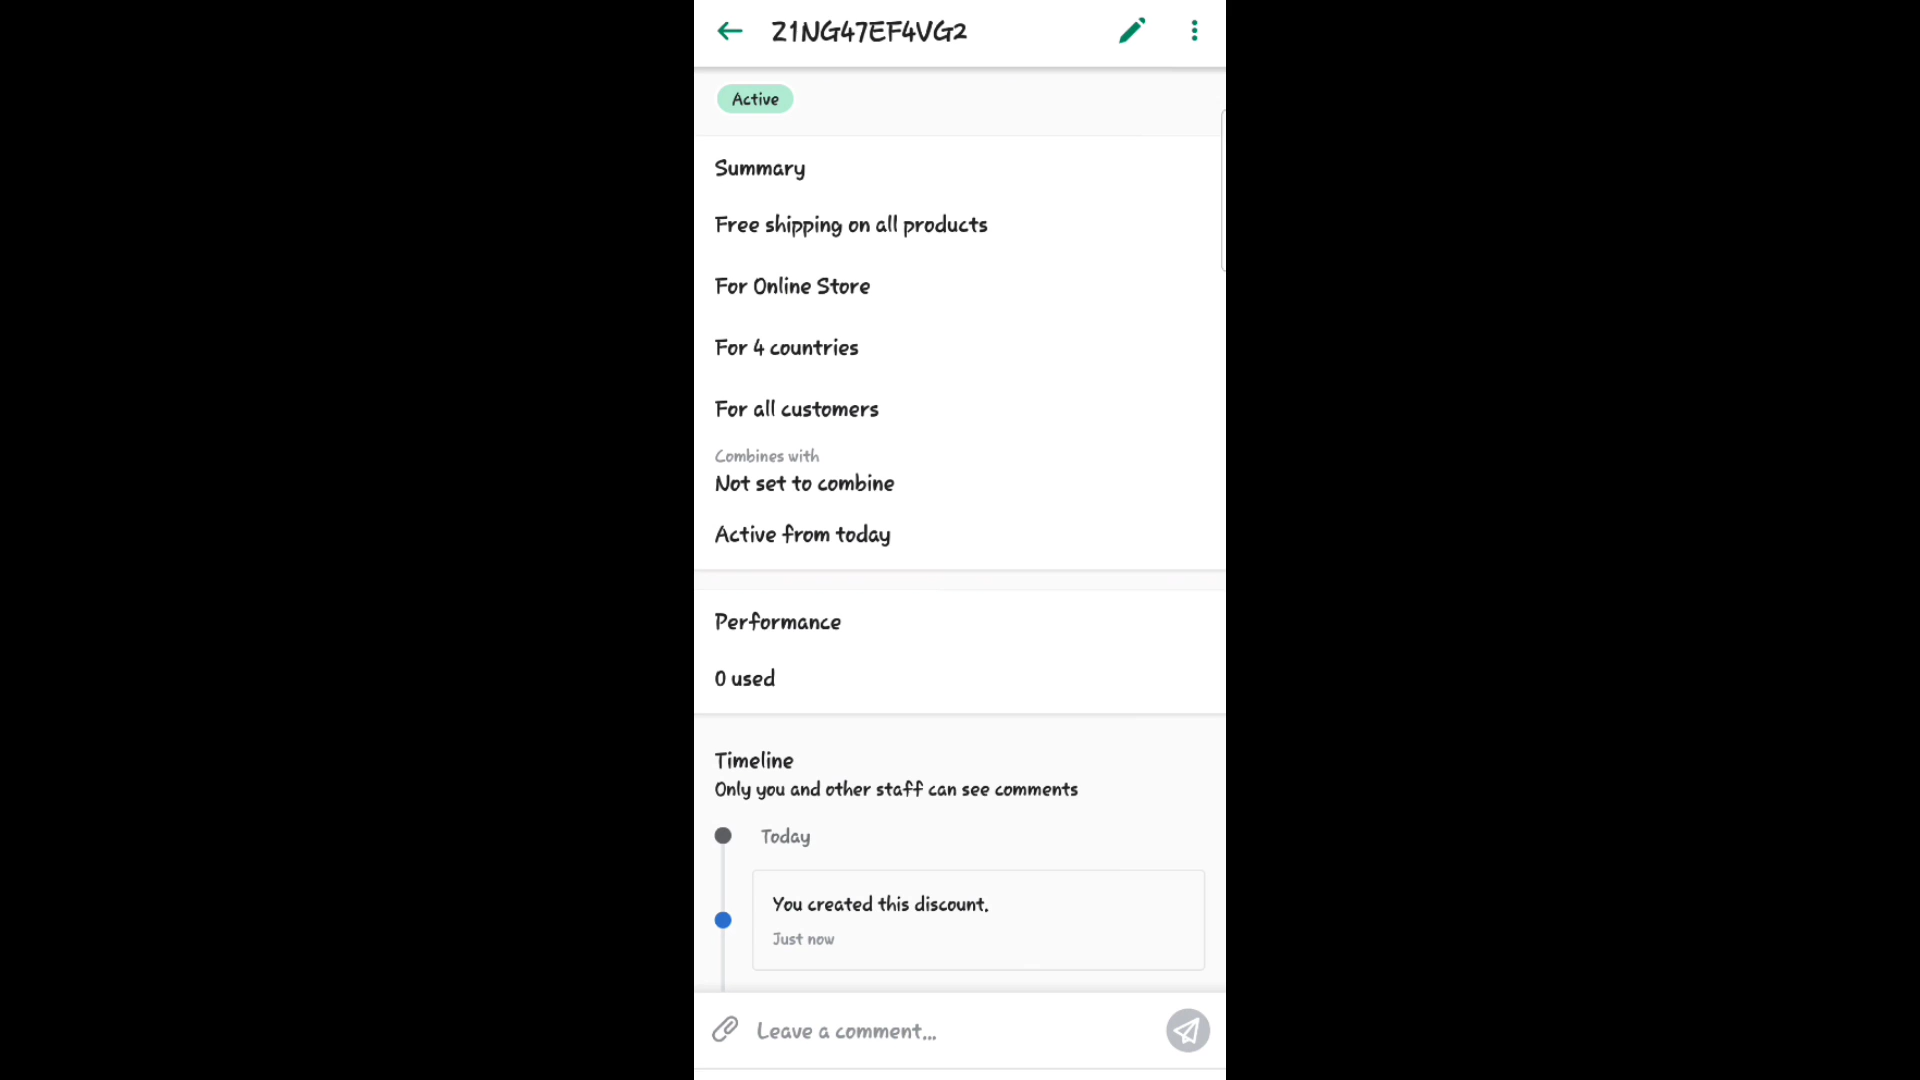 Z1NG47EF4VG2
Active
Summary
Free shipping on all products
For Online Store
For 4 countries
For all customers
Combines with
Not set to combine
Active from today
Performance
0 used
Timeline
Only you and other staff can see comments
Today
You created this discount.
Just now
Leave a comment...